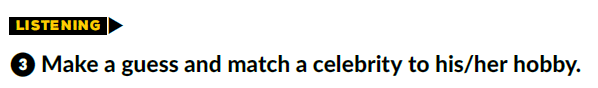 LISTENING
3 Make a guess and match a celebrity to his/her hobby.